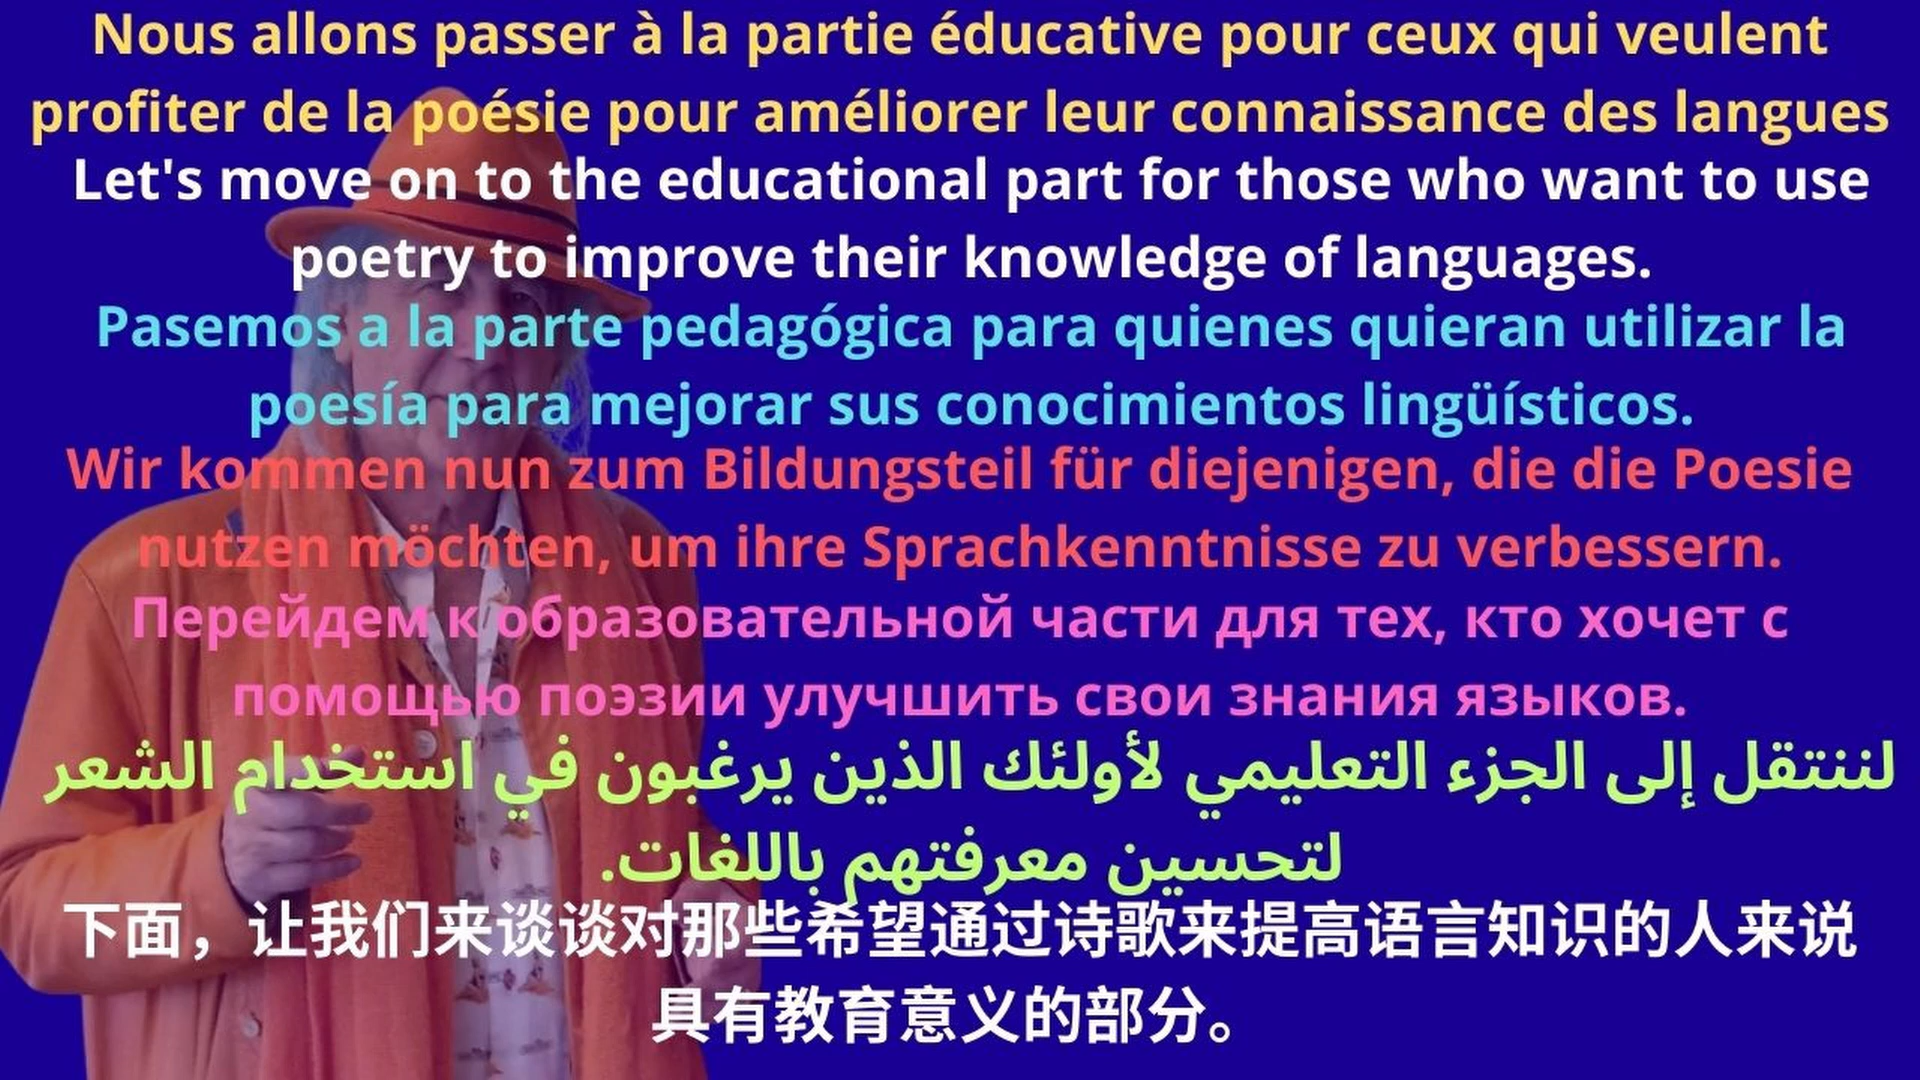 Nous allons passer à la partie éducative pour ceux qui veulent
profiter de la poésie pour améliorer leur connaissance des langues
Let's move on to the educational part for those who want to use
poetry to improve their knowledge of languages.
Pasemos a la parte pedagógica para quienes quieran utilizar la
poesía para mejorar sus conocimientos lingüísticos.
Wir kommen nun zum Bildungsteil für diejenigen, die die Poesie
nutzen möchten, um ihre Sprachkenntnisse zu verbessern.
Перейдем к образовательной части для тех, кто хочет с
помощью поэзии улучшить свои знания языков.
لننتقل إلى الجزء التعليمي لأولئك الذين يرغبون في استخدام الشعر
لتحسين معرفتهم باللغات.
下面，让我们来谈谈对那些希望通过诗歌来提高语言知识的人来说
具有教育意义的部分。